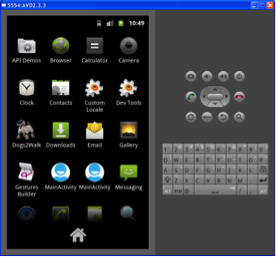 5554:AVD2.3.3
10:49
API Demos Browser Calculator Camera
Clock Contacts Custom Locale Dev Tools
Dogs2Walk Downloads Email Gallery
Gestures Builder MainActivity MainActivity Messaging